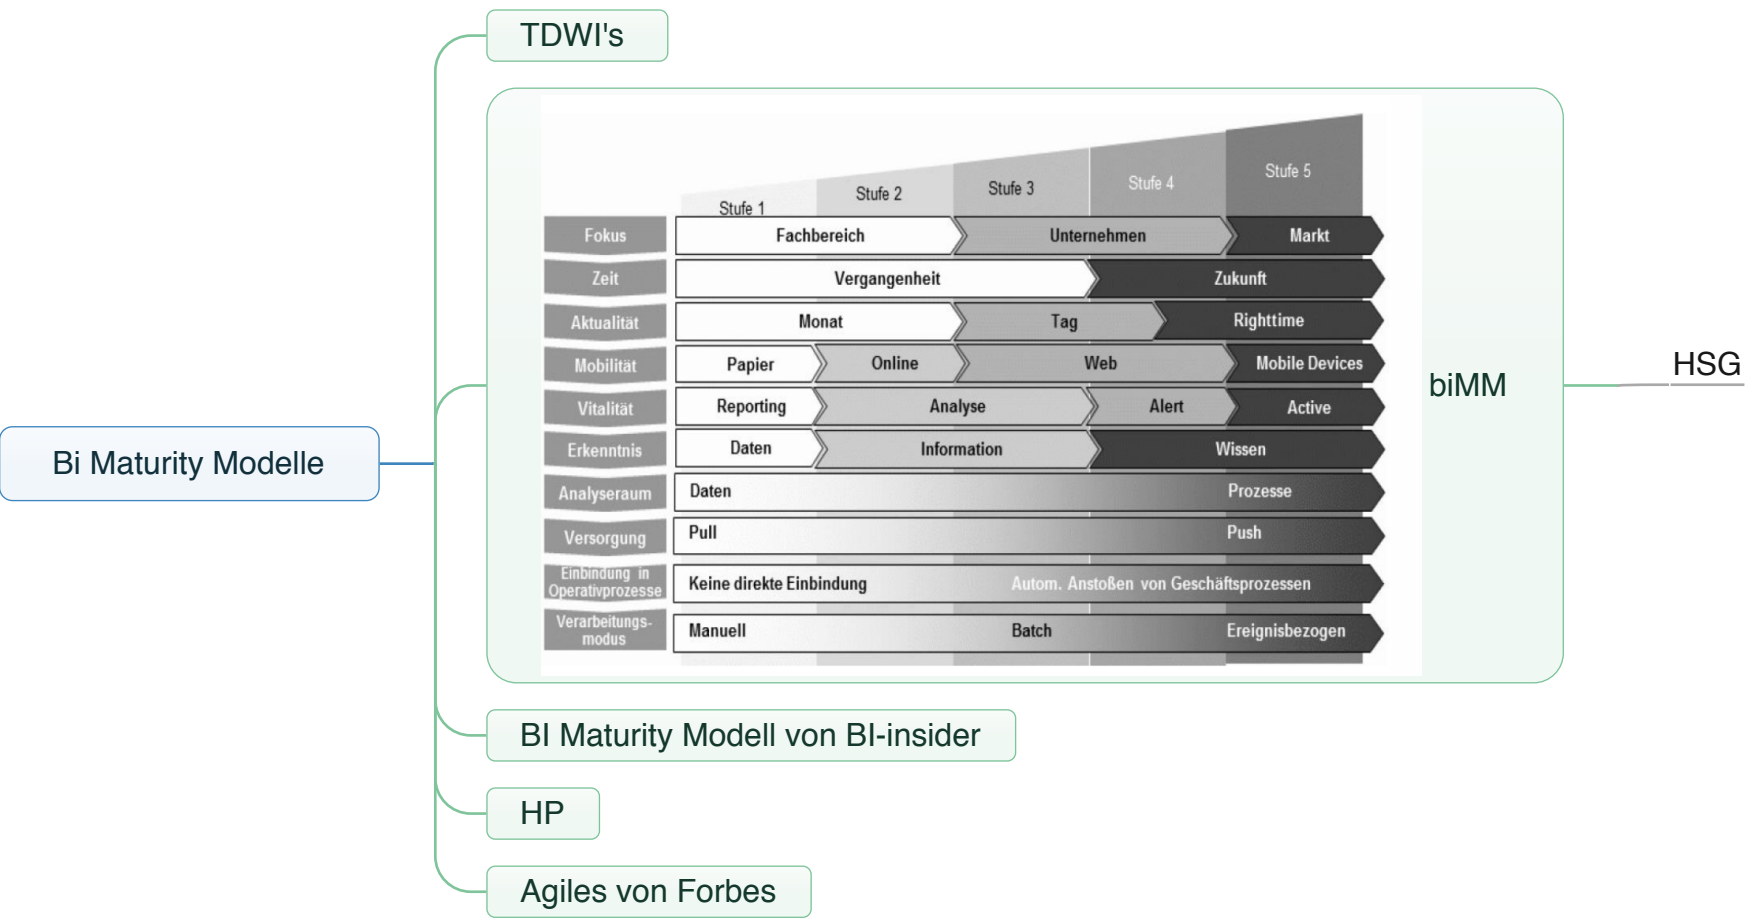 TDWI's
Stufe 1
Stufe 2
Stufe 3
Stufe 4
Stufe 5
Fokus
Fachbereich
Unternehmen
Markt
Zeit
Vergangenheit
Zukunft
Aktualität
Monat
Tag
Righttime
Mobilität
Papier
Online
Web
Mobile Devices
Vitalität
Reporting
Analyse
Alert
Active
Erkenntnis
Daten
Information
Wissen
Analyseraum
Daten
Prozesse
Versorgung
Pull
Push
Einbindung in
Operativprozesse
Keine direkte Einbindung
Autom. Anstoßen von Geschäftsprozessen
Verarbeitungs-
modus
Manuell
Batch
Ereignisbezogen
biMM
HSG
Bi Maturity Modelle
BI Maturity Modell von BI-insider
HP
Agiles von Forbes